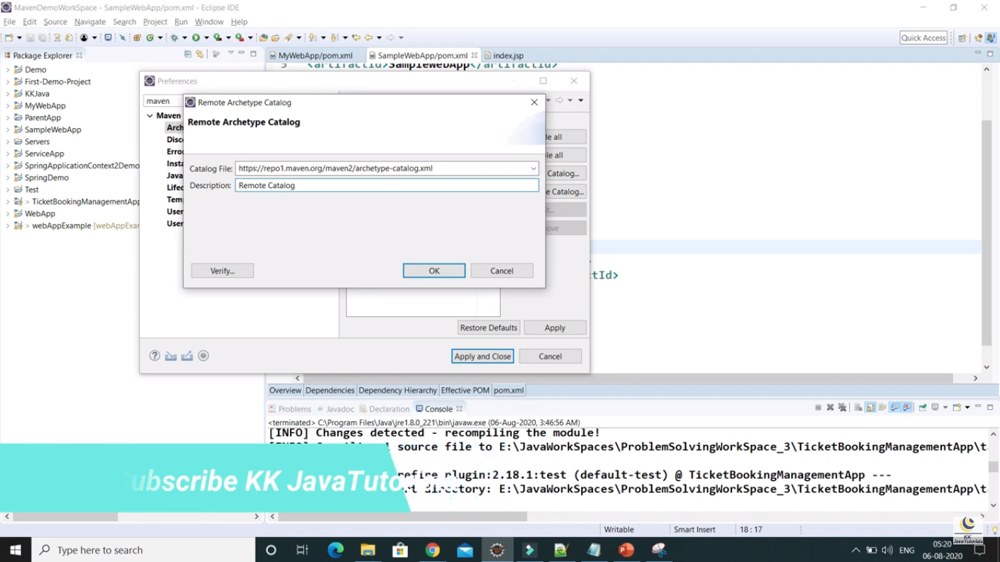 MavenDemoWorkSpace - SampleWebApp/pom.xml - Eclipse IDE
File Edit Source Navigate Search Project Run Window Help
Quick Access
Package Explorer
MyWebApp/pom.xml SampleWebApp/pom.xml index.jsp
5 <artifactId>SampleWebApp</artifactId>
Demo
First-Demo-Project
KKJava
MyWebApp
ParentApp
SampleWebApp
Servers
ServiceApp
SpringApplicationContext2Demo
SpringDemo
Test
> TicketBookingManagementApp
WebApp
> webAppExample [webAppExar
Preferences
maven
Maven
Arch
Disc
Erro
Insta
Java
Lifec
Tem
User
User
Remote Archetype Catalog
Remote Archetype Catalog
Catalog File: https://repo1.maven.org/maven2/archetype-catalog.xml
Description: Remote Catalog
Verify... OK Cancel
le all
le all
Catalog...
e Catalog...
t...
ove
ctId>
Restore Defaults Apply
Apply and Close Cancel
Overview Dependencies Dependency Hierarchy Effective POM pom.xml
Problems Javadoc Declaration Console
<terminated> C:\Program Files\Java\jre1.8.0_221\bin\javaw.exe (06-Aug-2020, 3:46:56 AM)
[INFO] Changes detected - recompiling the module!
1 source file to E:\JavaWorkSpaces\ProblemSolvingWorkSpace_3\TicketBookingManagementApp\t
refire plugin:2.18.1:test (default-test) @ TicketBookingManagementApp ---
rt directory: E:\JavaWorkSpaces\ProblemSolvingWorkSpace_3\TicketBookingManagementApp\t
ubscribe KK JavaTuto
Writable Smart Insert 18 : 17
KK
JavaTutorials
Type here to search
ENG
05:20
06-08-2020